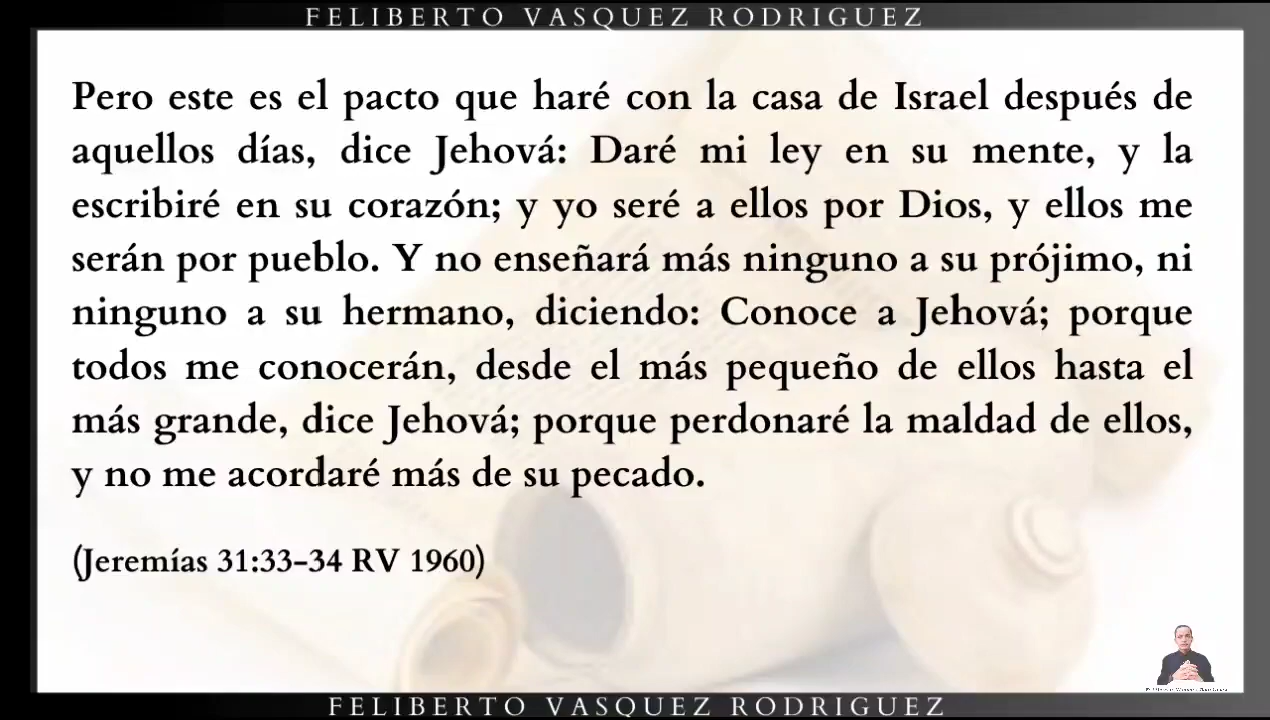 FELIBERTO VASQUEZ RODRIGUEZ
Pero este es el pacto que haré con la casa de Israel después de
aquellos días, dice Jehová: Daré mi ley en su mente, y la
escribiré en su corazón; y yo seré a ellos por Dios, y ellos me
serán por pueblo. Y no enseñará más ninguno a su prójimo, ni
ninguno a su hermano, diciendo: Conoce a Jehová; porque
todos me conocerán, desde el más pequeño de ellos hasta el
más grande, dice Jehová; porque perdonaré la maldad de ellos,
y no me acordaré más de su pecado.
(Jeremías 31:33-34 RV 1960)
FELIBERTO VASQUEZ RODRIGUEZ